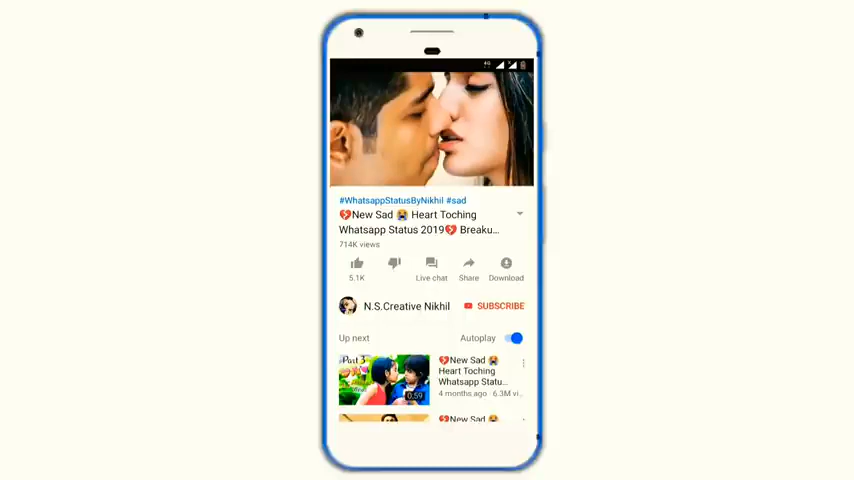 #WhatsappStatusByNikhil #sad
💔New Sad 😭 Heart Toching
Whatsapp Status 2019💔 Breaku...
714K views
5.1K Live chat Share Download
N.S.Creative Nikhil SUBSCRIBE
Up next Autoplay
Part 3
0:59
💔New Sad 😭
Heart Toching
Whatsapp Statu...
4 months ago · 6.3M vi...
💔New Sad 😭